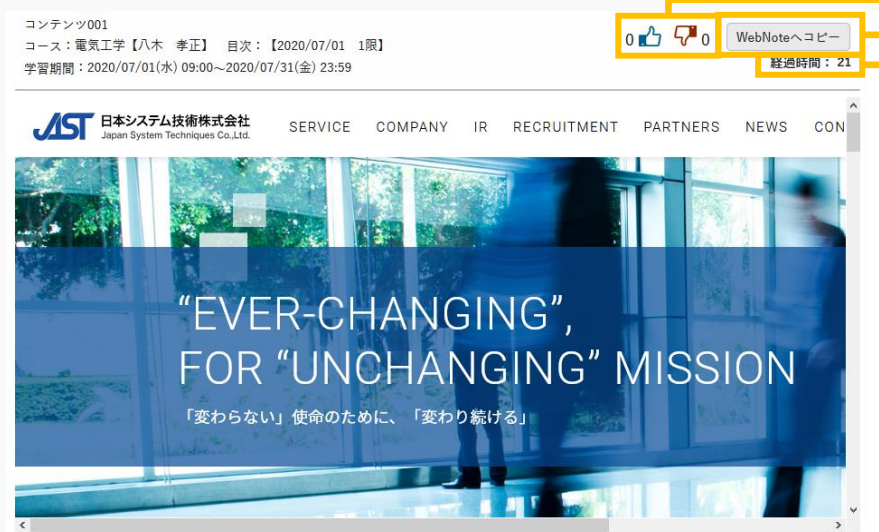 コンテンツ001
コース：電気工学【八木　孝正】　目次：【2020/07/01　1限】
学習期間：2020/07/01(水) 09:00～2020/07/31(金) 23:59
0 0
WebNoteへコピー
経過時間： 21
JAST 日本システム技術株式会社
Japan System Techniques Co.,Ltd.
SERVICE COMPANY IR RECRUITMENT PARTNERS NEWS CON
“EVER-CHANGING”,
FOR “UNCHANGING” MISSION
「変わらない」使命のために、「変わり続ける」